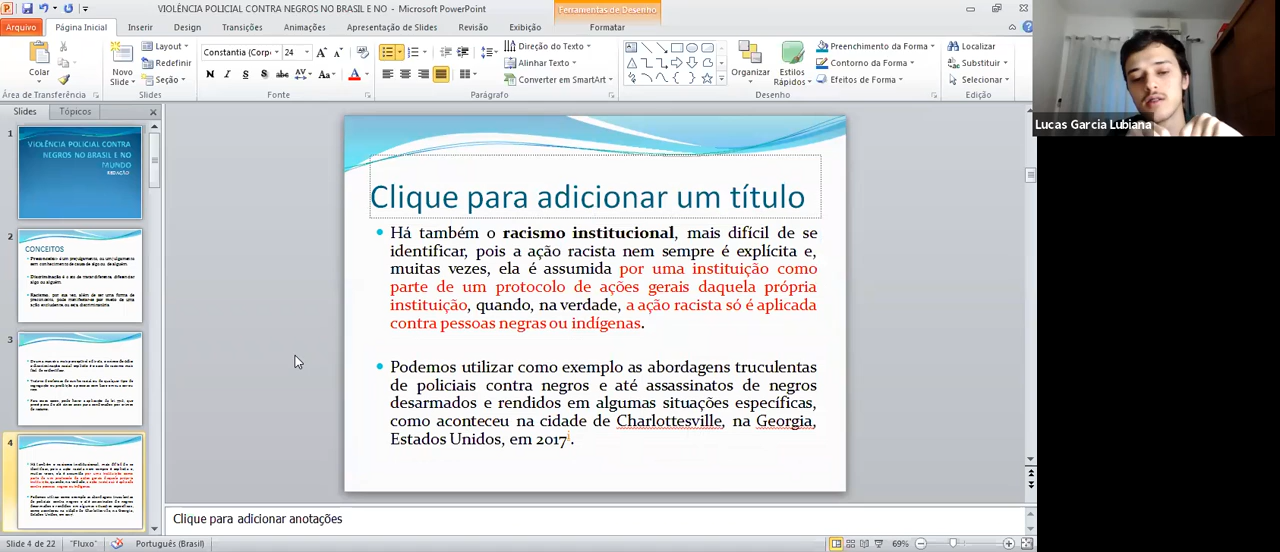 VIOLÊNCIA POLICIAL CONTRA NEGROS NO BRASIL E NO - Microsoft PowerPoint
Ferramentas de Desenho
Arquivo Página Inicial Inserir Design Transições Animações Apresentação de Slides Revisão Exibição Formatar
Colar
Área de Transferência
Novo Slide
Layout
Redefinir
Seção
Slides
Constantia (Corp 24
N I S S abc AV Aa A
Fonte
Direção do Texto
Alinhar Texto
Converter em SmartArt
Parágrafo
Organizar
Estilos Rápidos
Preenchimento da Forma
Contorno da Forma
Efeitos de Forma
Desenho
Localizar
Substituir
Selecionar
Edição
Lucas Garcia Lubiana
Slides Tópicos
1
VIOLÊNCIA POLICIAL CONTRA
NEGROS NO BRASIL E NO
MUNDO
REDAÇÃO
2
CONCEITOS
3
4
Clique para adicionar um título
Há também o racismo institucional, mais difícil de se
identificar, pois a ação racista nem sempre é explícita e,
muitas vezes, ela é assumida por uma instituição como
parte de um protocolo de ações gerais daquela própria
instituição, quando, na verdade, a ação racista só é aplicada
contra pessoas negras ou indígenas.
Podemos utilizar como exemplo as abordagens truculentas
de policiais contra negros e até assassinatos de negros
desarmados e rendidos em algumas situações específicas,
como aconteceu na cidade de Charlottesville, na Georgia,
Estados Unidos, em 2017¹.
Clique para adicionar anotações
Slide 4 de 22 "Fluxo" Português (Brasil) 69%